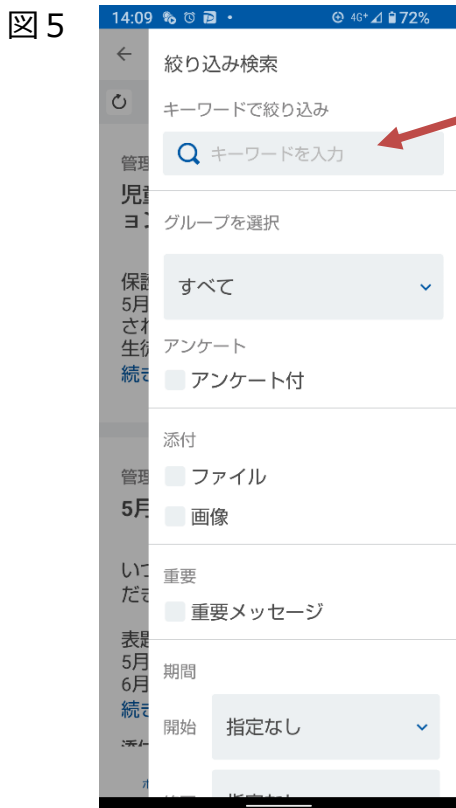 図5
14:09 4G+ 72%
絞り込み検索
キーワードで絞り込み
キーワードを入力
グループを選択
すべて
アンケート
アンケート付
添付
ファイル
画像
重要
重要メッセージ
期間
開始 指定なし
管理
保護
5月
され
生徒
続き
管理
5月
いつ
だき
表題
5月
6月
続き